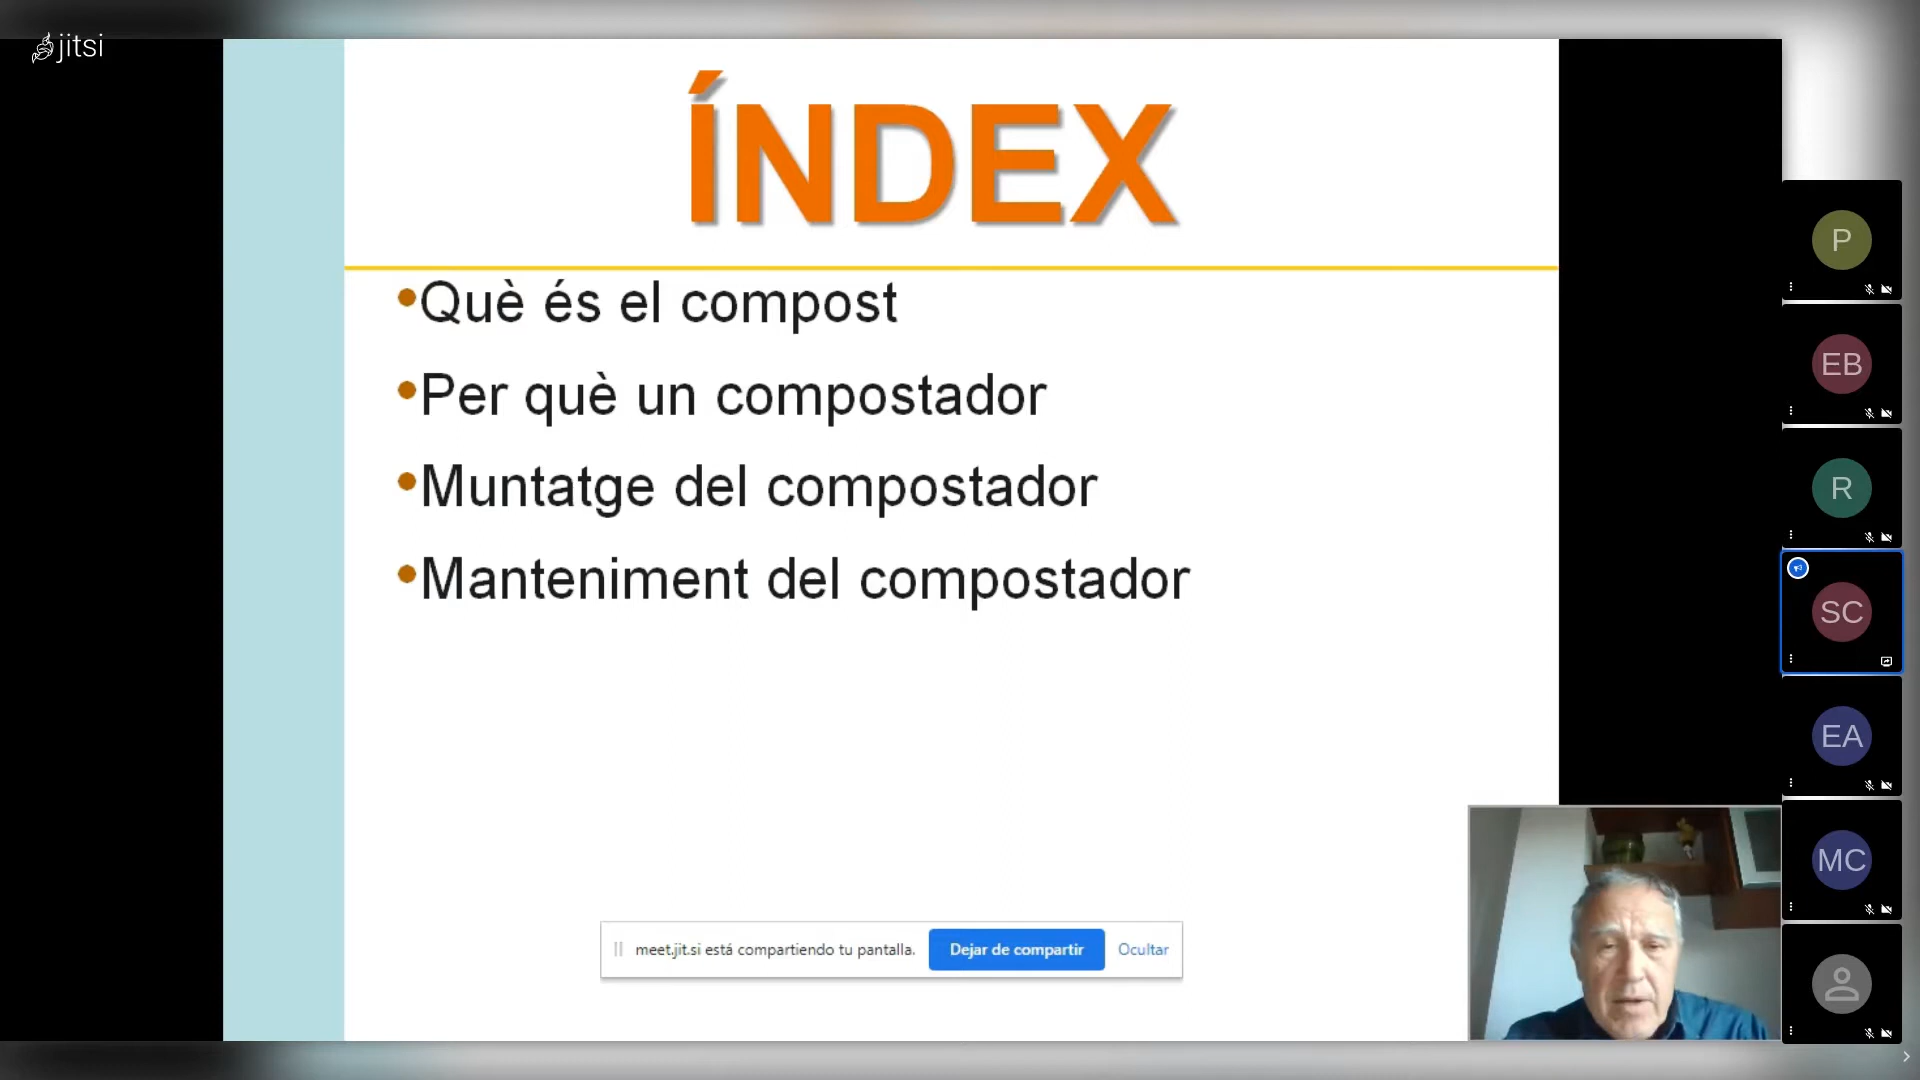 jitsi
ÍNDEX
•Què és el compost
•Per què un compostador
•Muntatge del compostador
•Manteniment del compostador
meet.jit.si está compartiendo tu pantalla. Dejar de compartir Ocultar
P
EB
R
SC
EA
MC